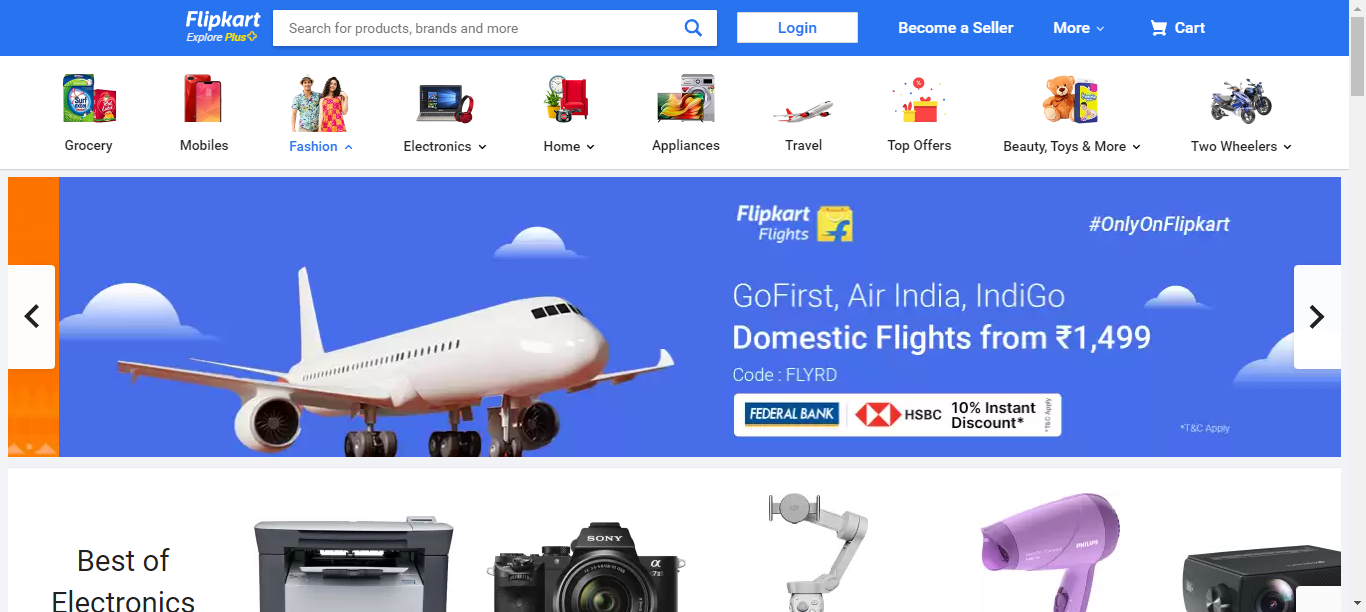 Flipkart
Explore Plus
Search for products, brands and more
Login
Become a Seller
More
Cart
Grocery
Mobiles
Fashion
Electronics
Home
Appliances
Travel
Top Offers
Beauty, Toys & More
Two Wheelers
Flipkart
Flights
#OnlyOnFlipkart
GoFirst, Air India, IndiGo
Domestic Flights from ₹1,499
Code : FLYRD
FEDERAL BANK
HSBC
10% Instant
Discount*
*T&C Apply
*T&C Apply
Best of
Electronics
SONY
α
PHILIPS